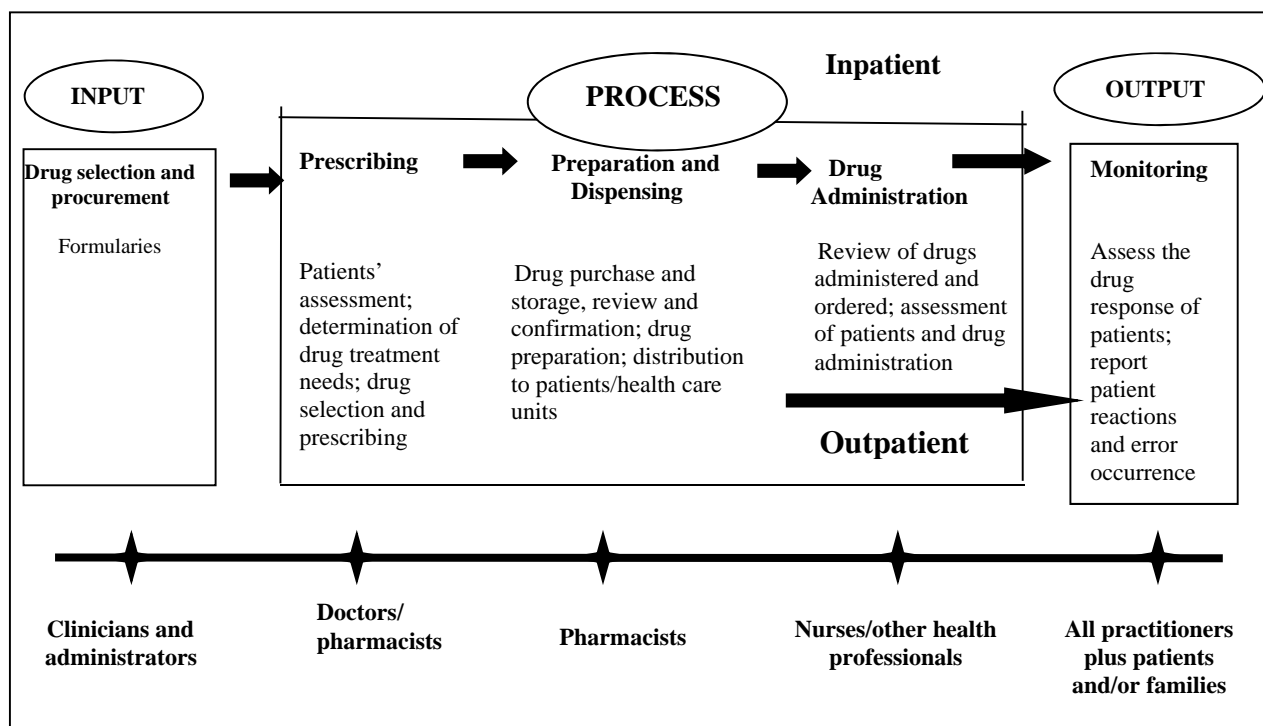 INPUT
PROCESS
Inpatient
OUTPUT
Drug selection and
procurement
Formularies
Prescribing
Patients’
assessment;
determination of
drug treatment
needs; drug
selection and
prescribing
Preparation and
Dispensing
Drug purchase and
storage, review and
confirmation; drug
preparation; distribution
to patients/health care
units
Drug
Administration
Review of drugs
administered and
ordered; assessment
of patients and drug
administration
Outpatient
Monitoring
Assess the
drug
response of
patients;
report
patient
reactions
and error
occurrence
Clinicians and
administrators
Doctors/
pharmacists
Pharmacists
Nurses/other health
professionals
All practitioners
plus patients
and/or families